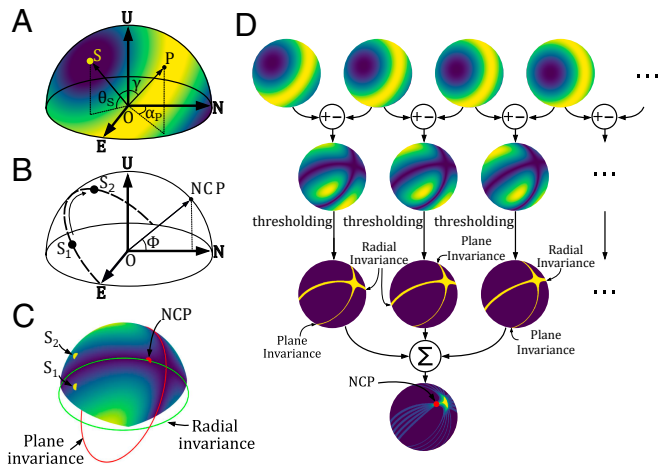 A
U
S
P
γ
θS
αP
O
N
E
B
U
S2
NCP
S1
Φ
O
N
E
C
NCP
S2
S1
Plane
invariance
Radial
invariance
D
+−
+−
+−
+−
...
thresholding
thresholding
thresholding
...
Radial
Invariance
Plane
Invariance
Radial
Invariance
Plane
Invariance
Plane
Invariance
...
Σ
NCP